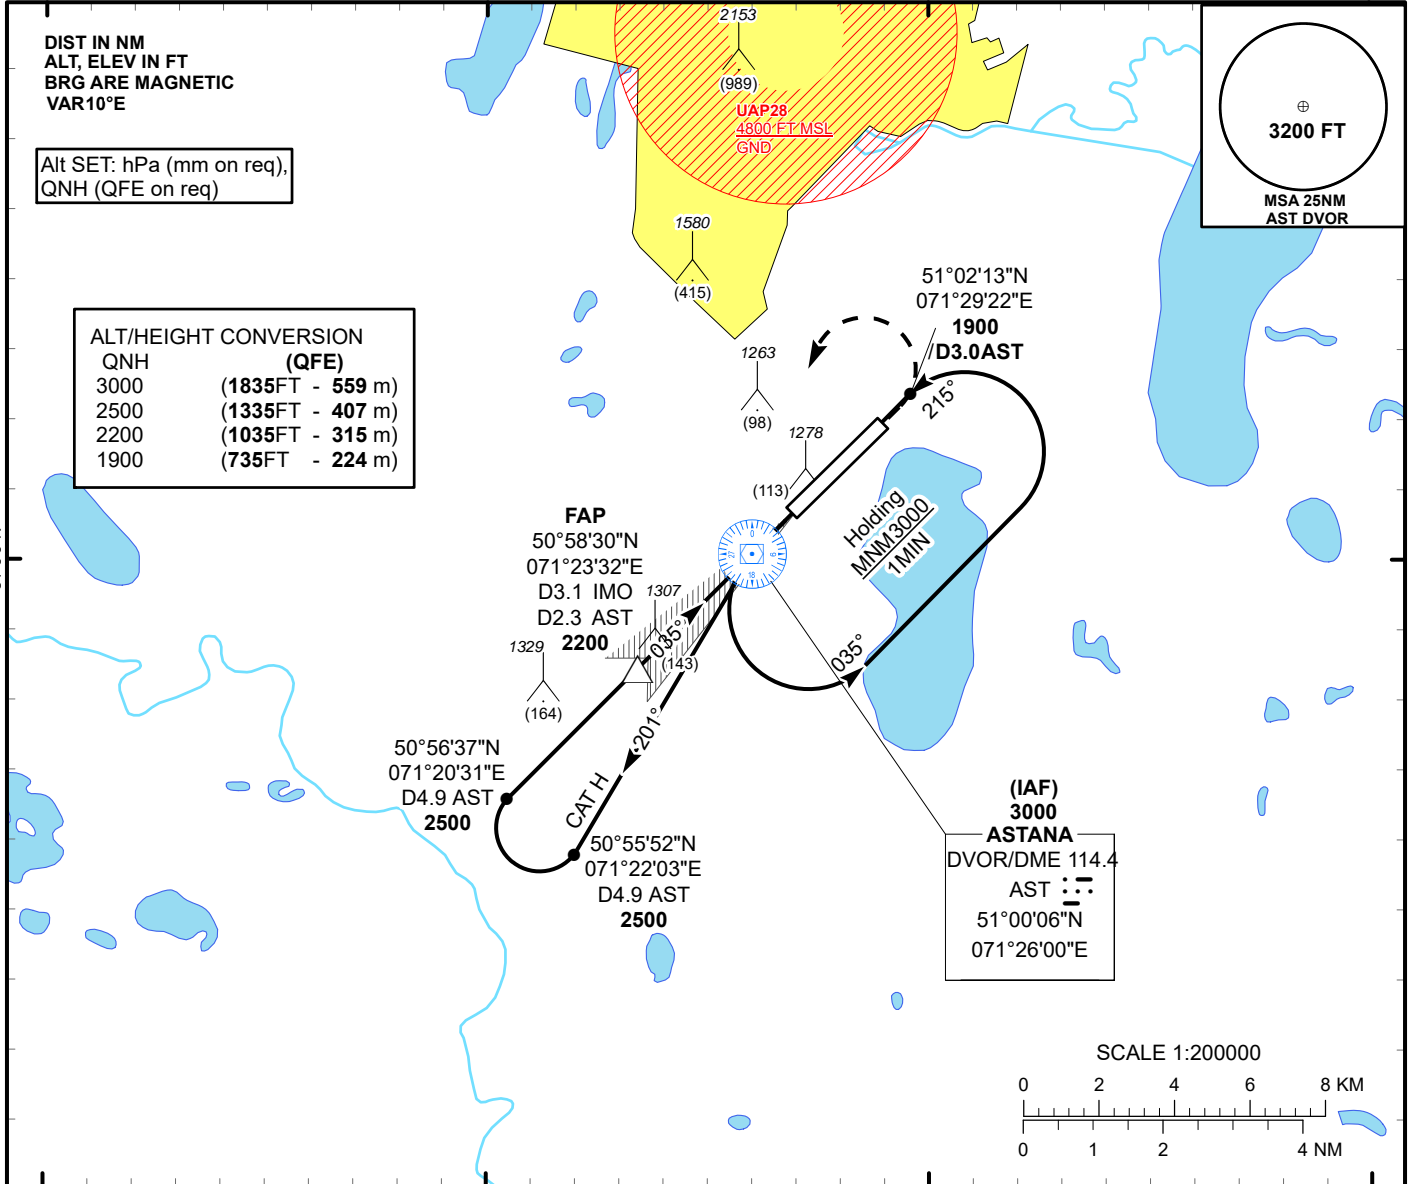 DIST IN NM
ALT, ELEV IN FT
BRG ARE MAGNETIC
VAR10°E
Alt SET: hPa (mm on req),
QNH (QFE on req)
2153
(989)
UAP28
4800 FT MSL
GND
3200 FT
MSA 25NM
AST DVOR
1580
(415)
51°02'13"N
071°29'22"E
1900
D3.0AST
215°
ALT/HEIGHT CONVERSION
QNH (QFE)
3000 (1835FT - 559 m)
2500 (1335FT - 407 m)
2200 (1035FT - 315 m)
1900 (735FT - 224 m)
1263
(98)
1278
(113)
Holding
MNM3000
1MIN
FAP
50°58'30"N
071°23'32"E
D3.1 IMO
D2.3 AST
2200
0
9
18
27
1307
(143)
035°
1329
(164)
035°
201°
CAT H
50°56'37"N
071°20'31"E
D4.9 AST
2500
50°55'52"N
071°22'03"E
D4.9 AST
2500
(IAF)
3000
ASTANA
DVOR/DME 114.4
AST
51°00'06"N
071°26'00"E
SCALE 1:200000
0 2 4 6 8 KM
0 1 2 4 NM